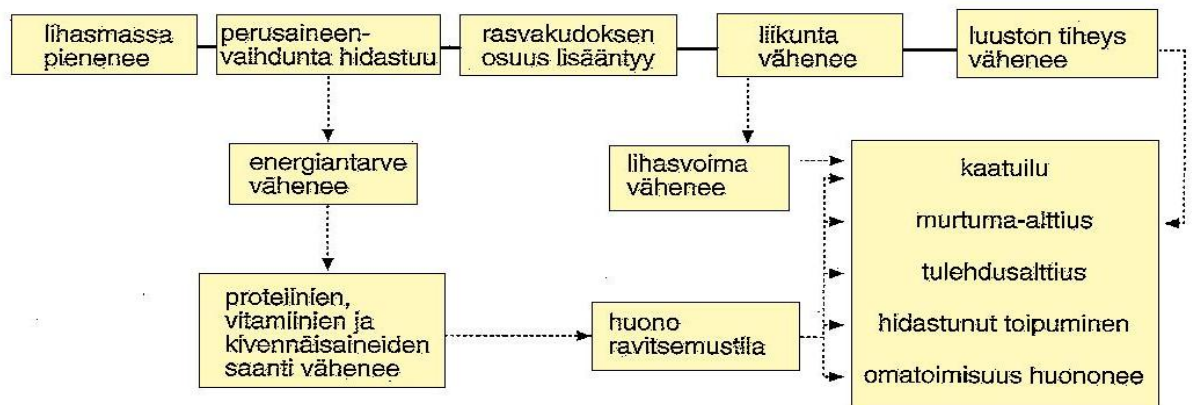 lihasmassa
pienenee
perusaineen-
vaihdunta hidastuu
rasvakudoksen
osuus lisääntyy
liikunta
vähenee
luuston tiheys
vähenee
energiantarve
vähenee
lihasvoima
vähenee
kaatuilu
murtuma-alttius
tulehdusalttius
hidastunut toipuminen
omatoimisuus huononee
proteiinien,
vitamiinien ja
kivennäisaineiden
saanti vähenee
huono
ravitsemustila